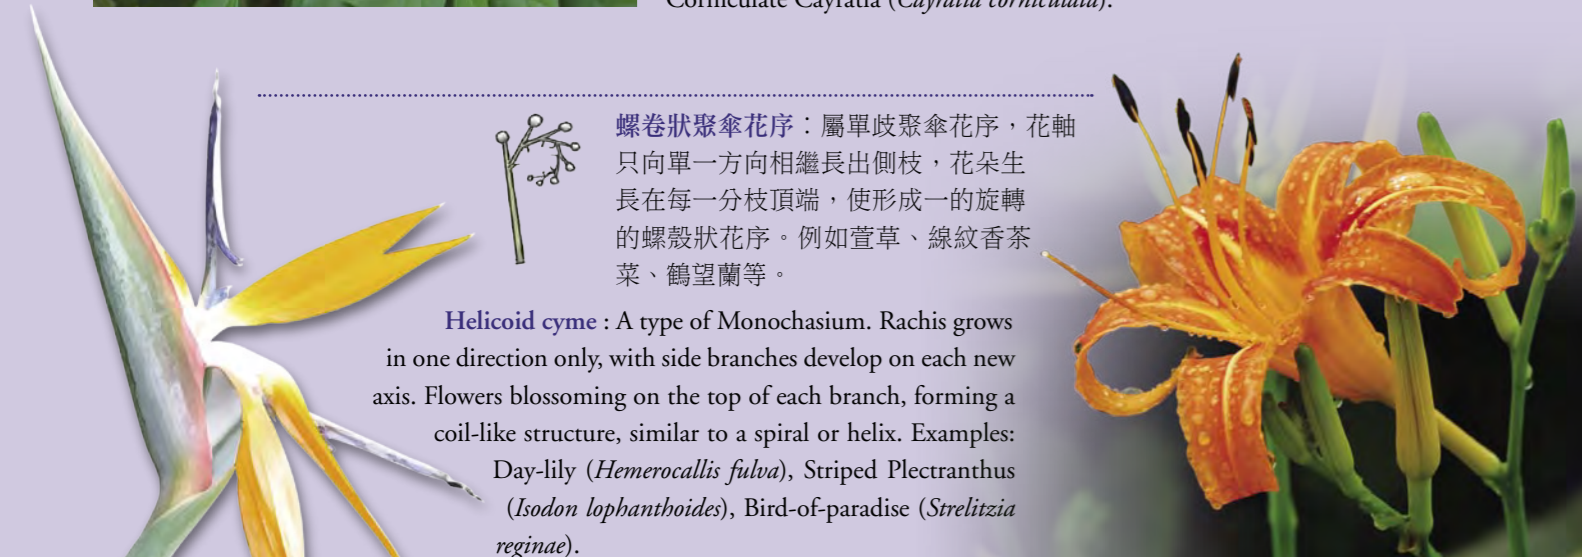 Corniculate Cayratia (Cayratia corniculata).
螺卷狀聚傘花序：屬單歧聚傘花序，花軸
只向單一方向相繼長出側枝，花朵生
長在每一分枝頂端，使形成一的旋轉
的螺殼狀花序。例如萱草、線紋香茶
菜、鶴望蘭等。
Helicoid cyme : A type of Monochasium. Rachis grows
in one direction only, with side branches develop on each new
axis. Flowers blossoming on the top of each branch, forming a
coil-like structure, similar to a spiral or helix. Examples:
Day-lily (Hemerocallis fulva), Striped Plectranthus
(Isodon lophanthoides), Bird-of-paradise (Strelitzia
reginae).